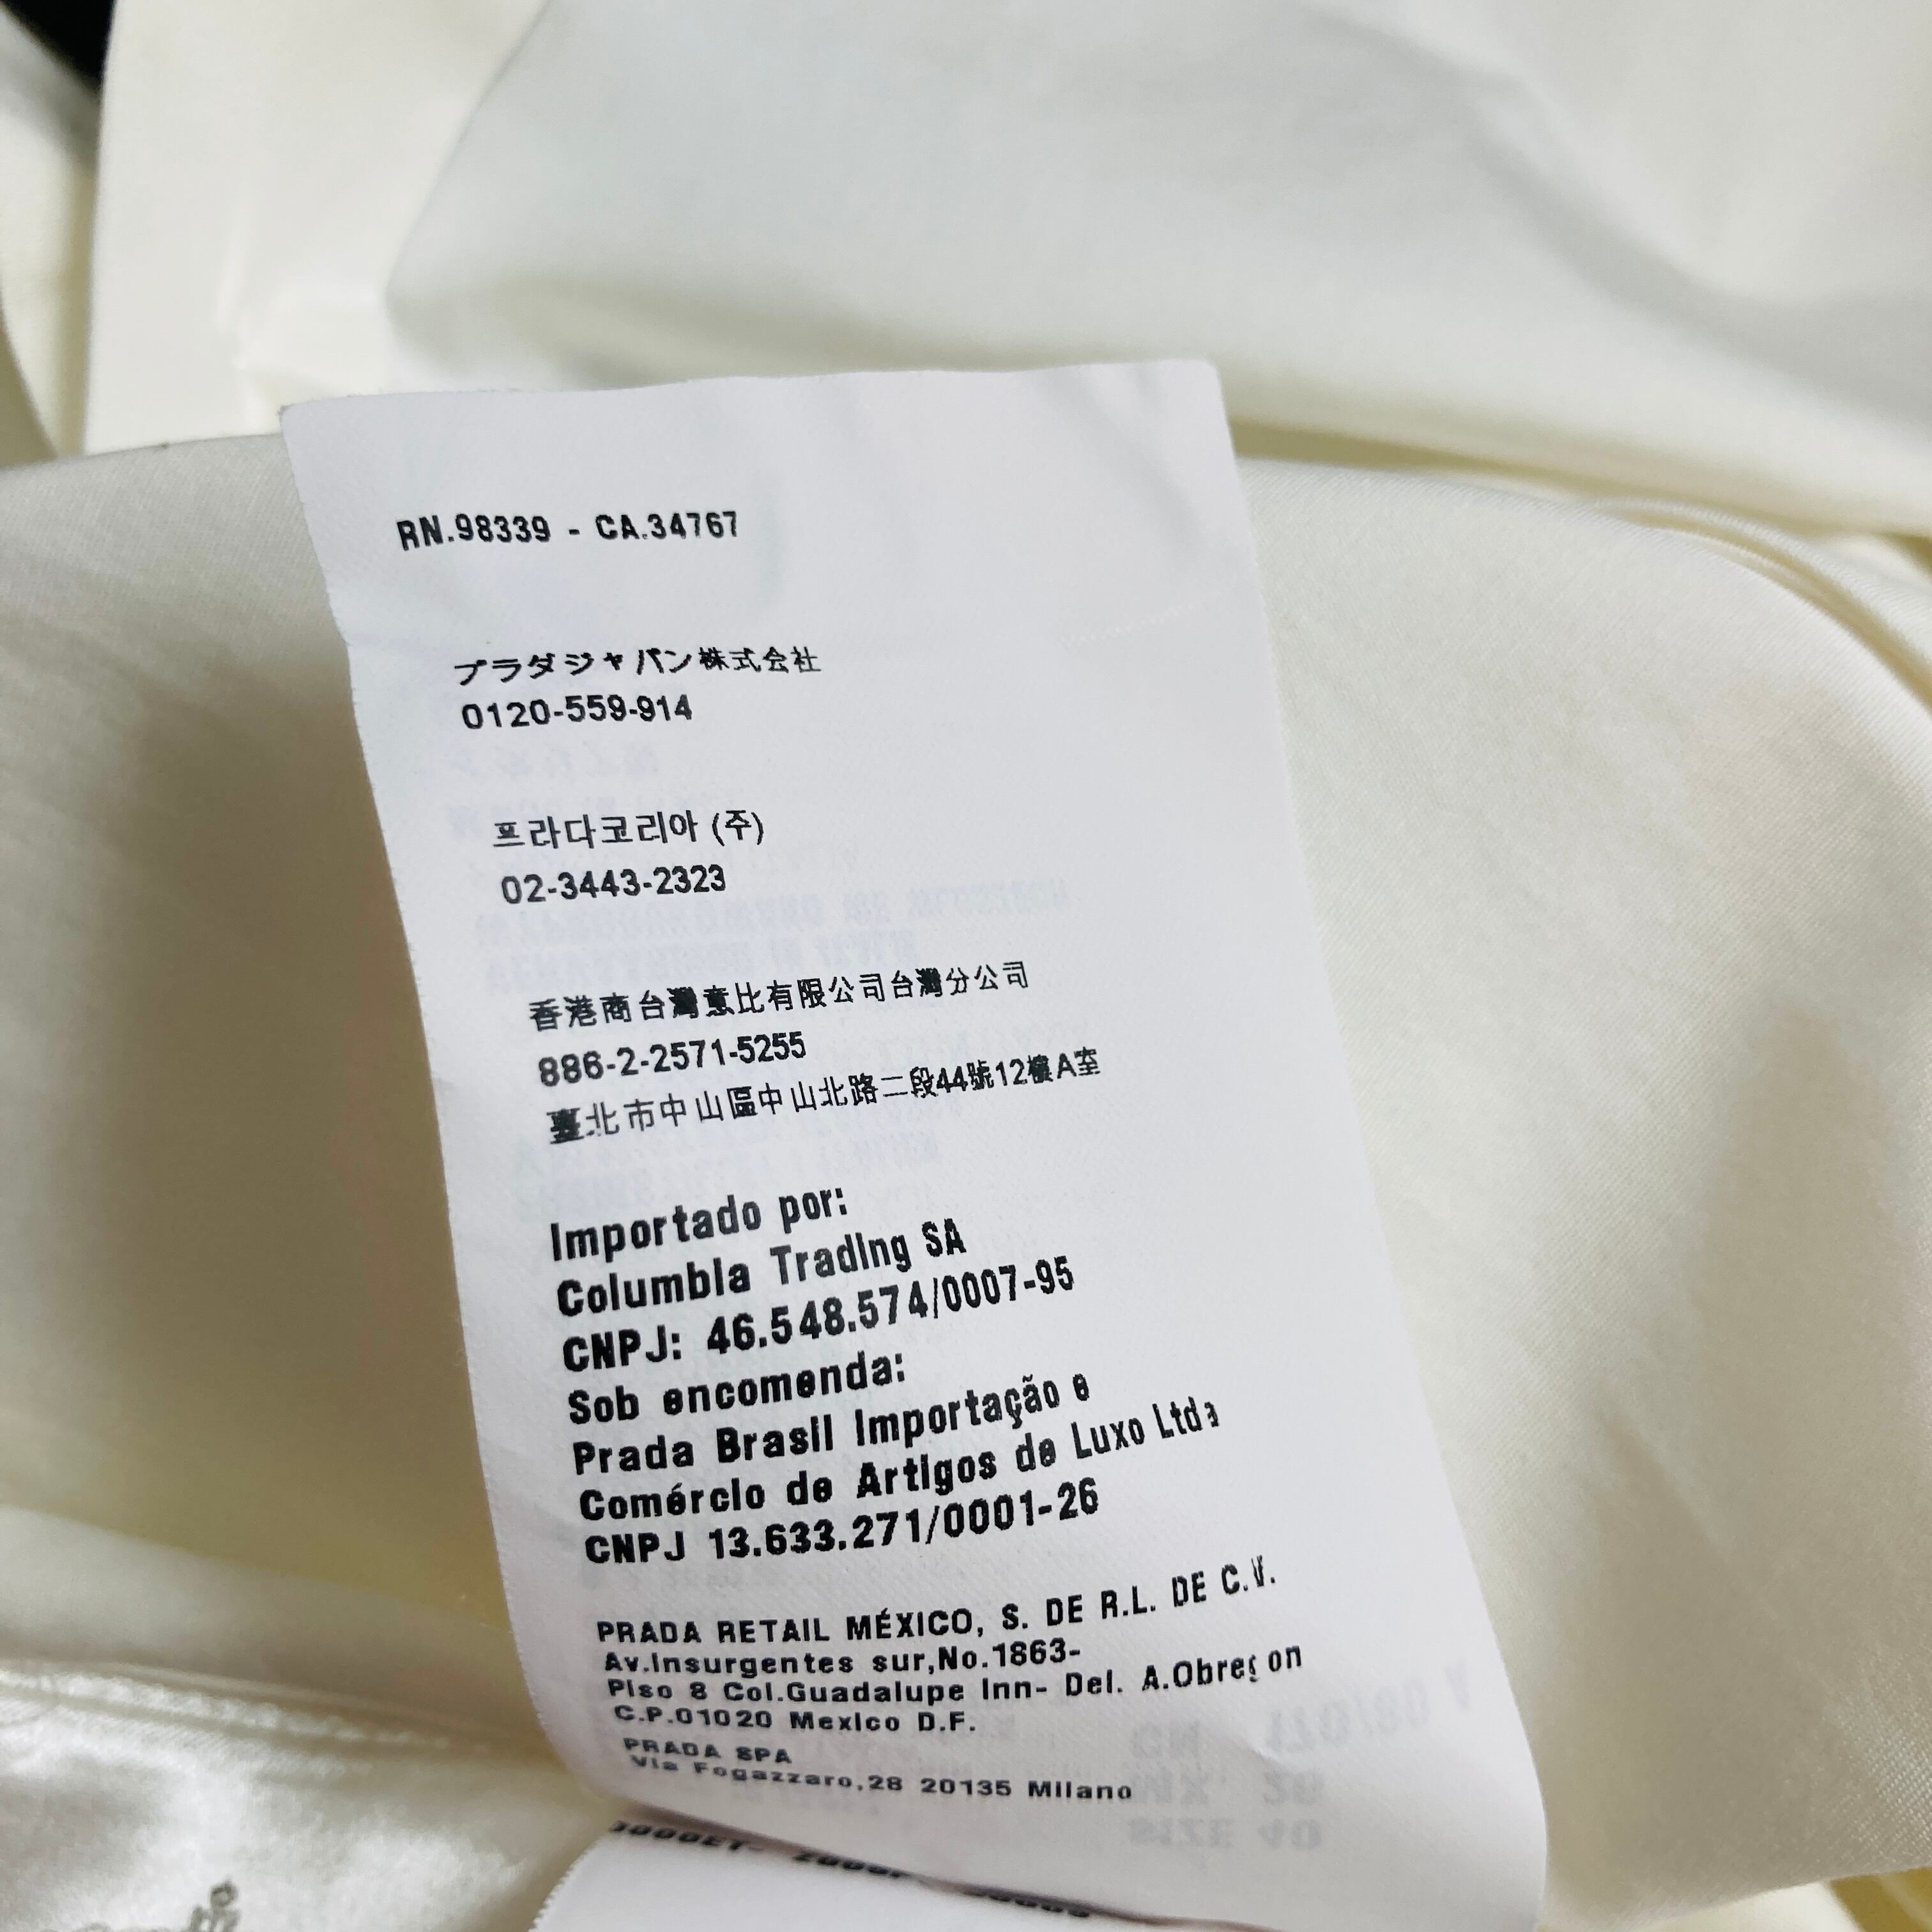 RN.98339 - CA.34767
プラダジャパン株式会社
0120-559-914
프라다코리아 (주)
02-3443-2323
香港商台灣意比有限公司台灣分公司
886-2-2571-5255
臺北市中山區中山北路二段44號12樓A室
Importado por:
Columbia Trading SA
CNPJ: 46.548.574/0007-95
Sob encomenda:
Prada Brasil Importação e
Comércio de Artigos de Luxo Ltda
CNPJ 13.633.271/0001-26
PRADA RETAIL MÉXICO, S. DE R.L. DE C.V.
Av.Insurgentes sur,No.1863-
Piso 8 Col.Guadalupe Inn- Del. A.Obregon
C.P.01020 Mexico D.F.
PRADA SPA
Via Fogazzaro,28 20135 Milano